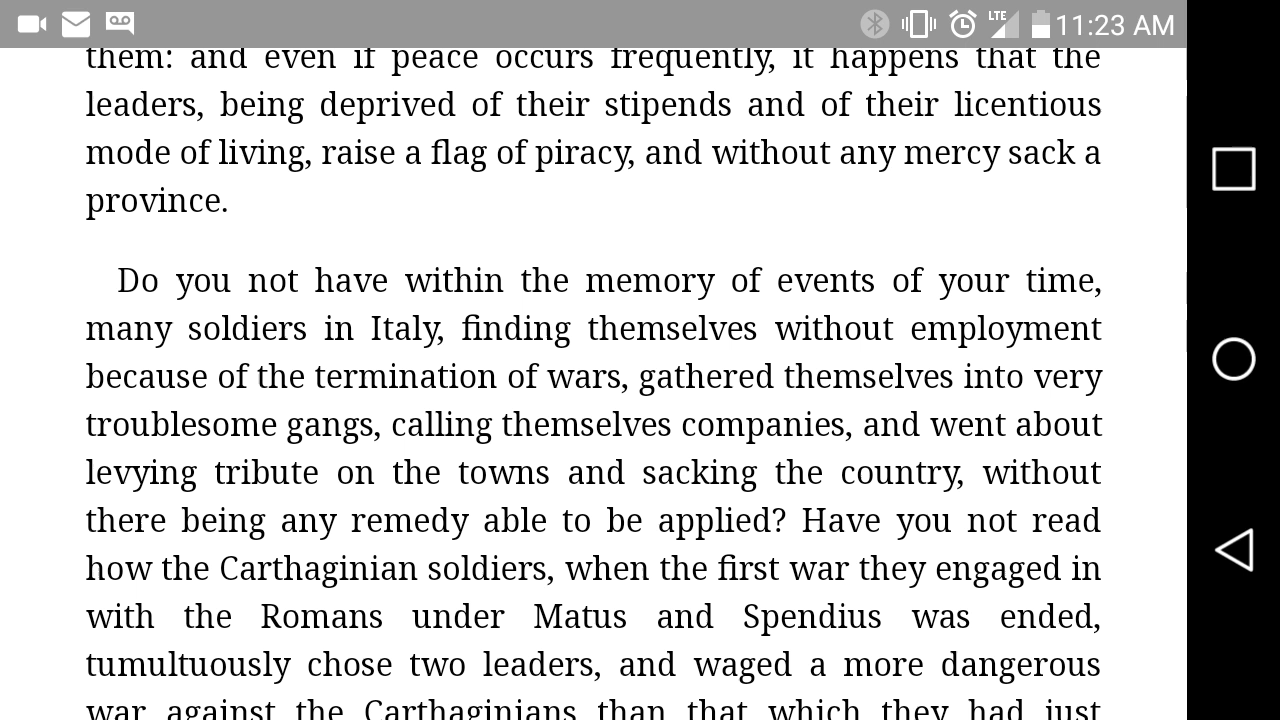 LTE 11:23 AM
them: and even if peace occurs frequently, it happens that the
leaders, being deprived of their stipends and of their licentious
mode of living, raise a flag of piracy, and without any mercy sack a
province.
Do you not have within the memory of events of your time,
many soldiers in Italy, finding themselves without employment
because of the termination of wars, gathered themselves into very
troublesome gangs, calling themselves companies, and went about
levying tribute on the towns and sacking the country, without
there being any remedy able to be applied? Have you not read
how the Carthaginian soldiers, when the first war they engaged in
with the Romans under Matus and Spendius was ended,
tumultuously chose two leaders, and waged a more dangerous
war against the Carthaginians than that which they had just